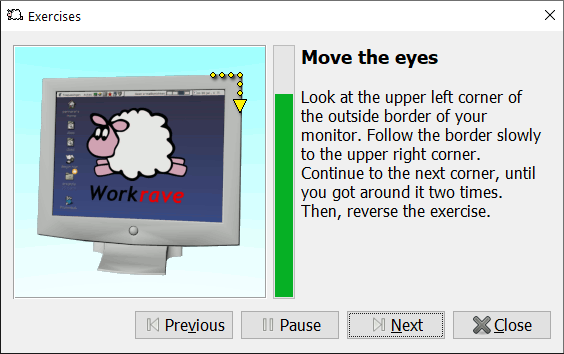 Exercises
Workrave
Move the eyes
Look at the upper left corner of
the outside border of your
monitor. Follow the border slowly
to the upper right corner.
Continue to the next corner, until
you got around it two times.
Then, reverse the exercise.
Previous
Pause
Next
Close